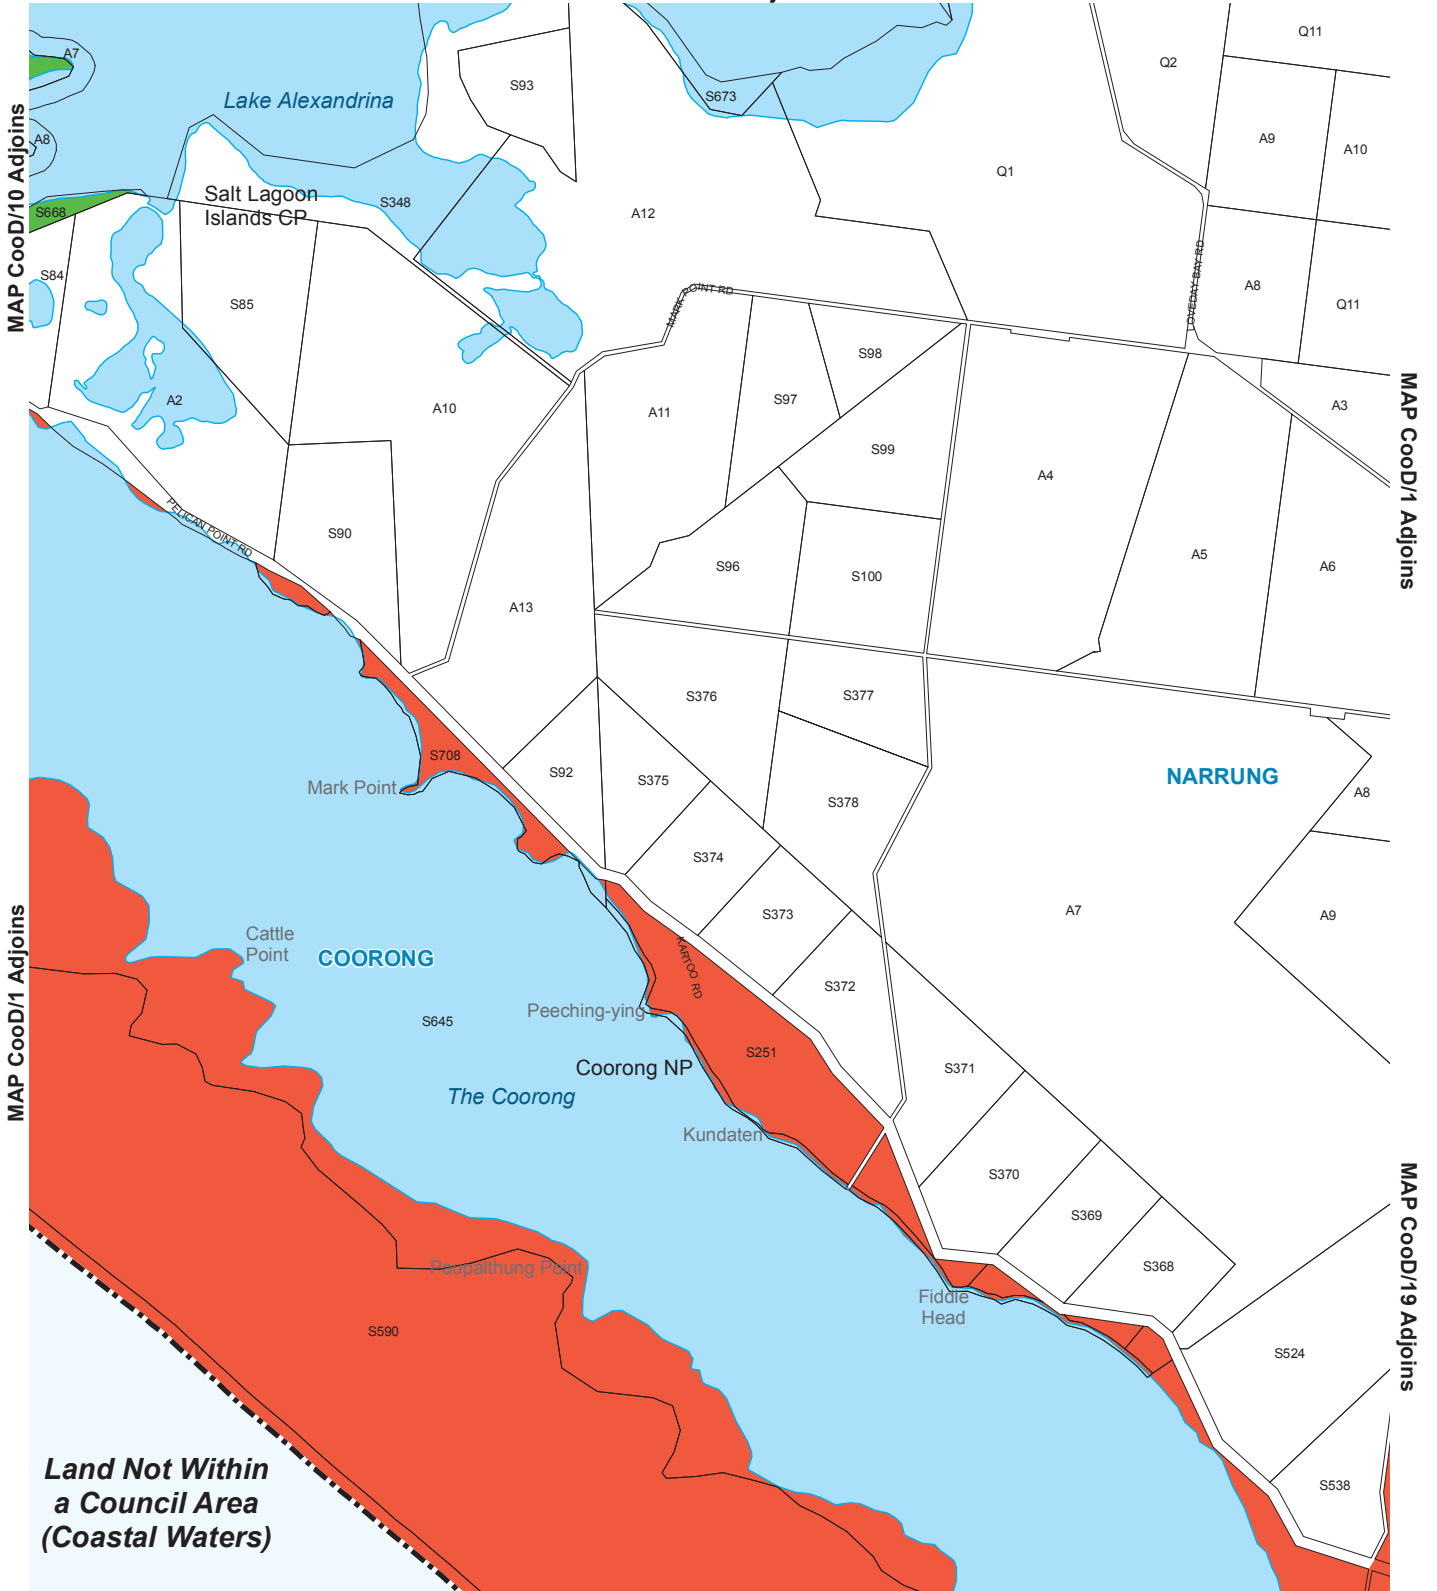 A7
Q11
Q2
S93
S673
Lake Alexandrina
A8
A9
A10
MAP CooD/10 Adjoins
Q1
Salt Lagoon
Islands CP
S348
S668
A12
S84
S85
MARK POINT RD
LOVEDAY BAY RD
A8
Q11
S98
A2
A10
A11
S97
A3
MAP CooD/1 Adjoins
S99
A4
PELICAN POINT RD
S90
S96
S100
A5
A6
A13
S376
S377
S708
S92
S375
S378
NARRUNG
Mark Point
A8
S374
S373
A7
A9
Cattle
Point
COORONG
KARTOO RD
S372
MAP CooD/1 Adjoins
Peeching-ying
S645
S251
Coorong NP
S371
The Coorong
Kundaten
S370
S369
S368
Paupalthung Point
Fiddle
Head
MAP CooD/19 Adjoins
S590
S524
Land Not Within
a Council Area
(Coastal Waters)
S538